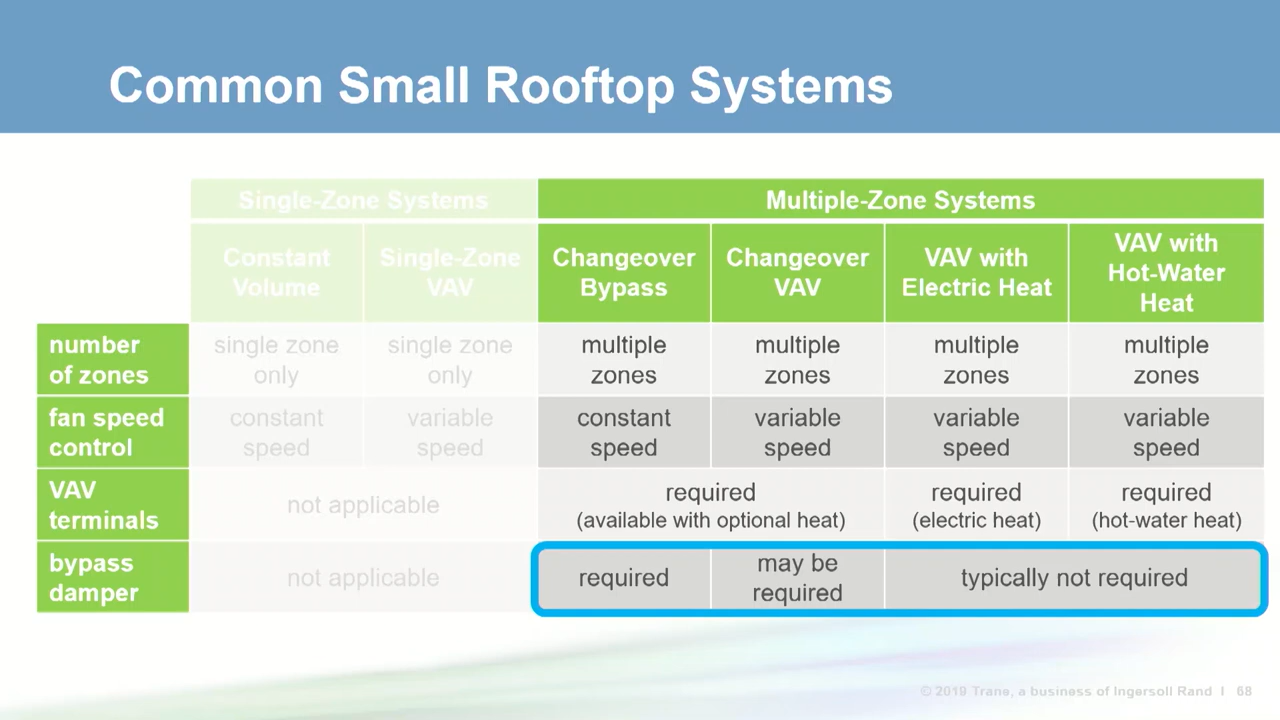 Common Small Rooftop Systems
Single-Zone Systems
Multiple-Zone Systems
Constant
Volume
Single-Zone
VAV
Changeover
Bypass
Changeover
VAV
VAV with
Electric Heat
VAV with
Hot-Water
Heat
number
of zones
single zone
only
single zone
only
multiple
zones
multiple
zones
multiple
zones
multiple
zones
fan speed
control
constant
speed
variable
speed
constant
speed
variable
speed
variable
speed
variable
speed
VAV
terminals
not applicable
required
(available with optional heat)
required
(electric heat)
required
(hot-water heat)
bypass
damper
not applicable
required
may be
required
typically not required
© 2019 Trane, a business of Ingersoll Rand | 68